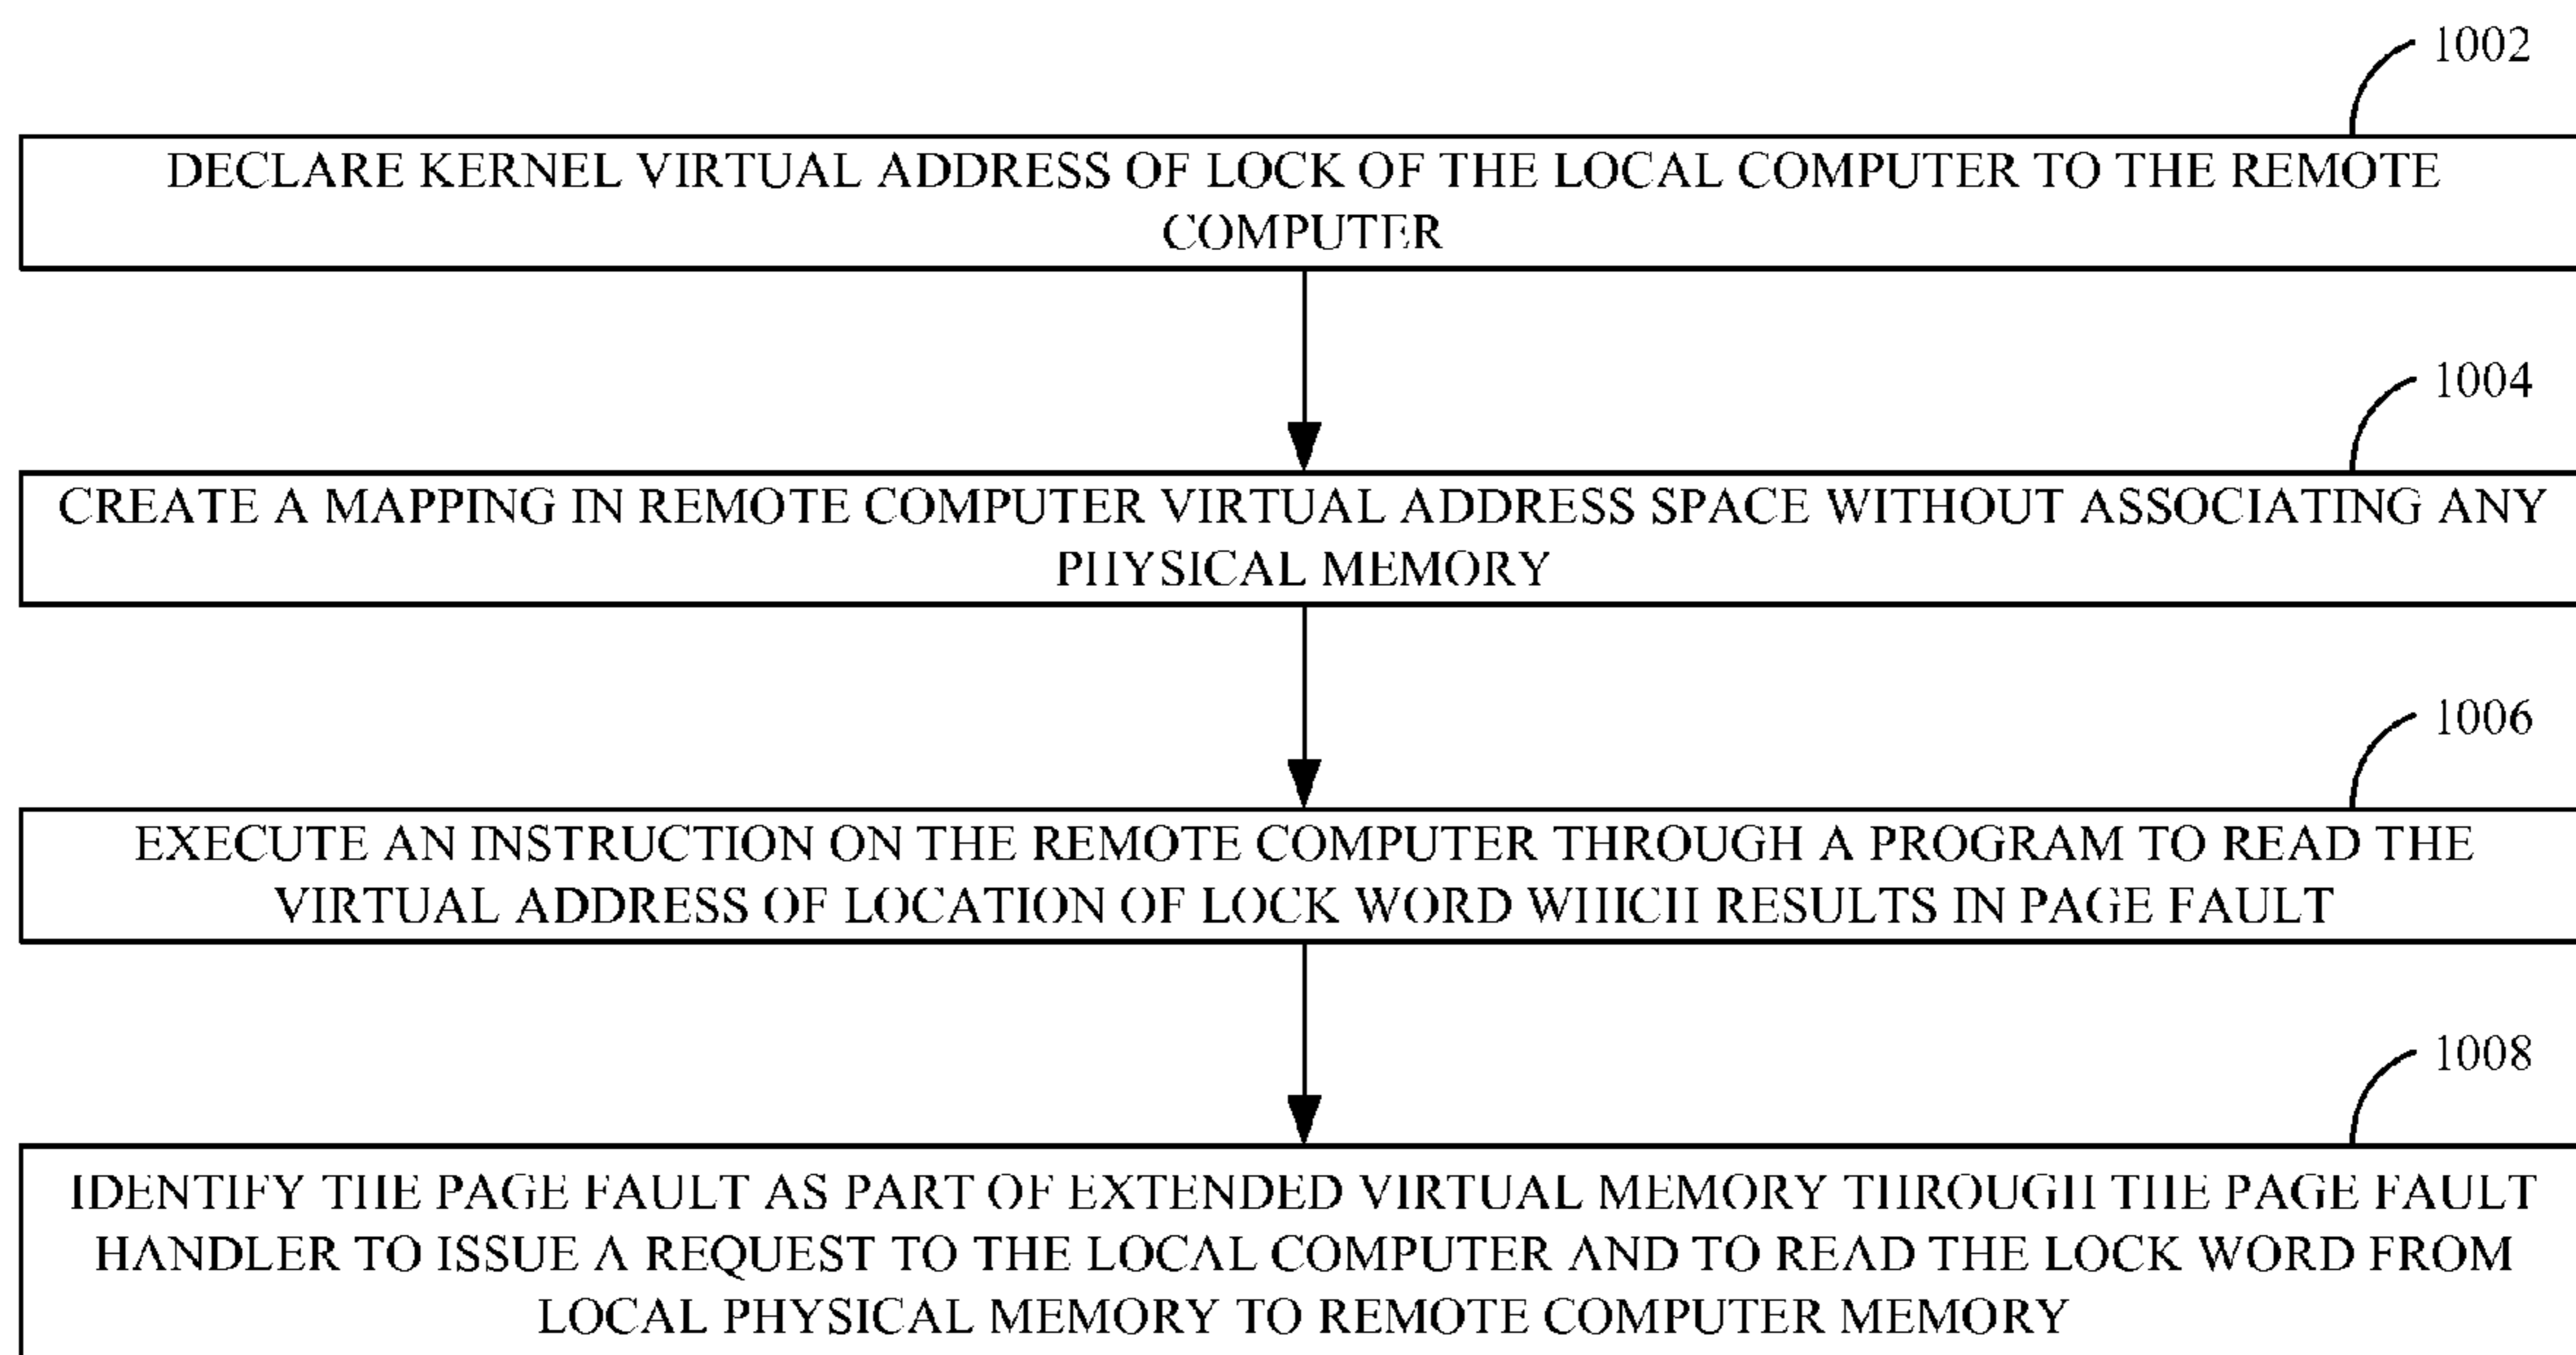 1002
DECLARE KERNEL VIRTUAL ADDRESS OF LOCK OF THE LOCAL COMPUTER TO THE REMOTE
COMPUTER
1004
CREATE A MAPPING IN REMOTE COMPUTER VIRTUAL ADDRESS SPACE WITHOUT ASSOCIATING ANY
PHYSICAL MEMORY
1006
EXECUTE AN INSTRUCTION ON THE REMOTE COMPUTER THROUGH A PROGRAM TO READ THE
VIRTUAL ADDRESS OF LOCATION OF LOCK WORD WHICH RESULTS IN PAGE FAULT
1008
IDENTIFY THE PAGE FAULT AS PART OF EXTENDED VIRTUAL MEMORY THROUGH THE PAGE FAULT
HANDLER TO ISSUE A REQUEST TO THE LOCAL COMPUTER AND TO READ THE LOCK WORD FROM
LOCAL PHYSICAL MEMORY TO REMOTE COMPUTER MEMORY